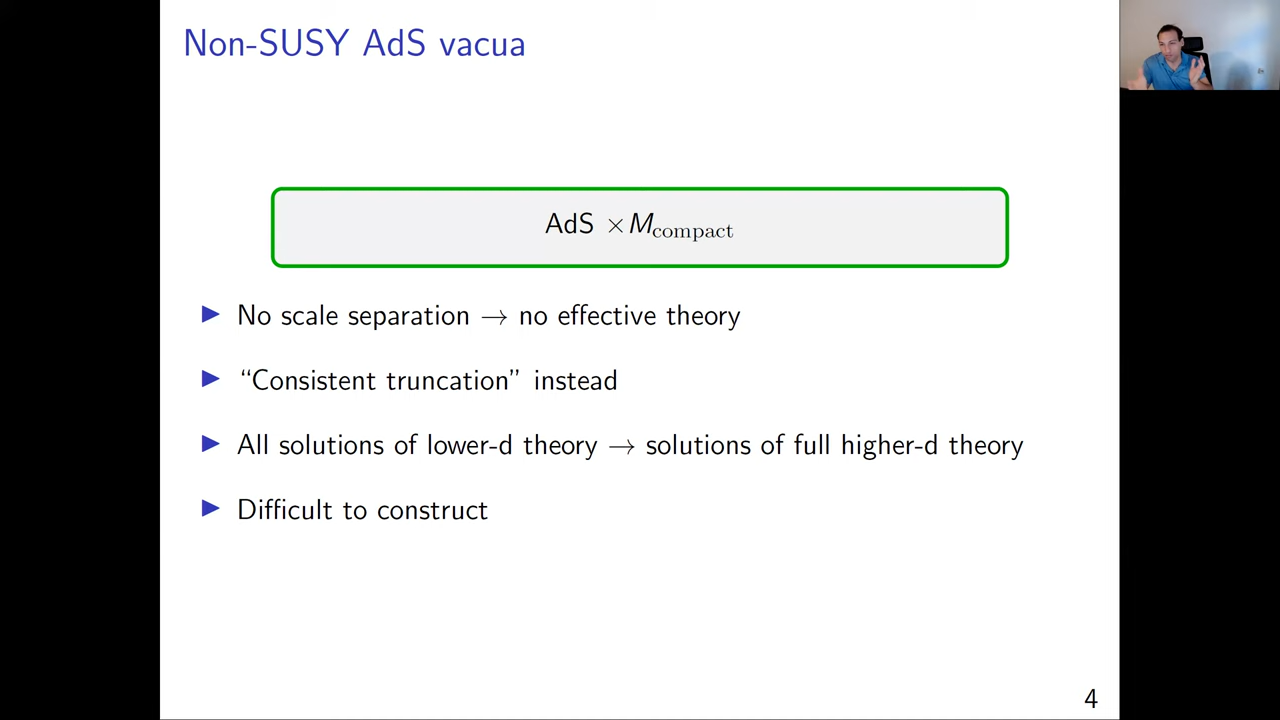 Non-SUSY AdS vacua
AdS × M_compact
▶ No scale separation → no effective theory
▶ “Consistent truncation” instead
▶ All solutions of lower-d theory → solutions of full higher-d theory
▶ Difficult to construct
4